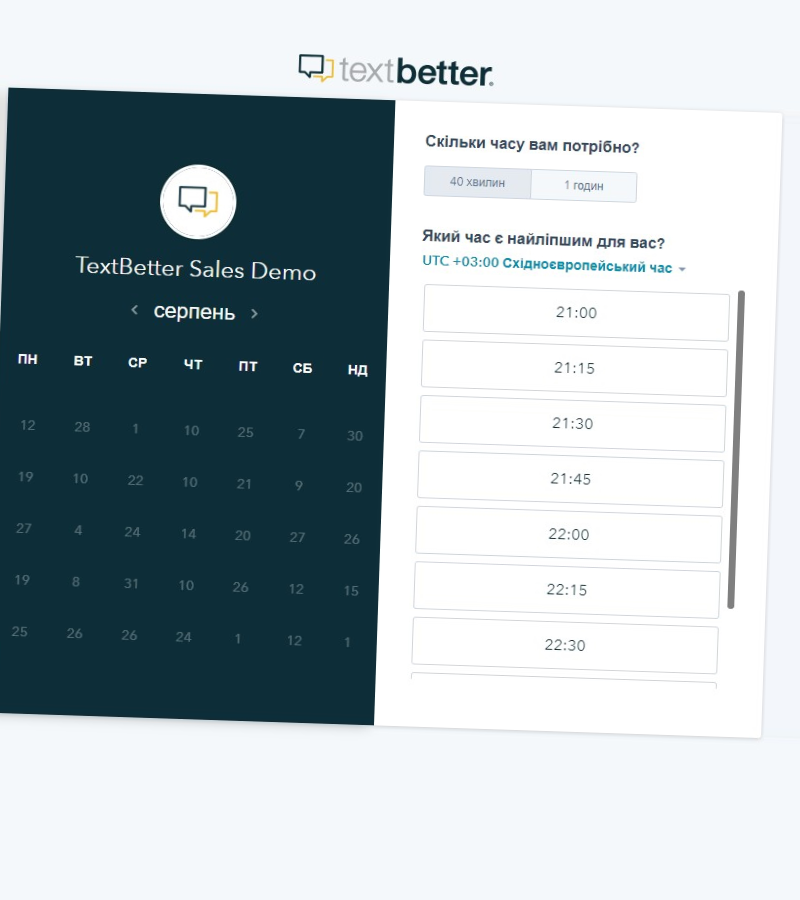 textbetter.
TextBetter Sales Demo
серпень
ПН ВТ СР ЧТ ПТ СБ НД
12 28 1 10 25 7 30
19 10 22 10 21 9 20
27 4 24 14 20 27 26
19 8 31 10 26 12 15
25 26 26 24 1 12 1
Скільки часу вам потрібно?
40 хвилин 1 годин
Який час є найліпшим для вас?
UTC +03:00 Східноєвропейський час
21:00
21:15
21:30
21:45
22:00
22:15
22:30